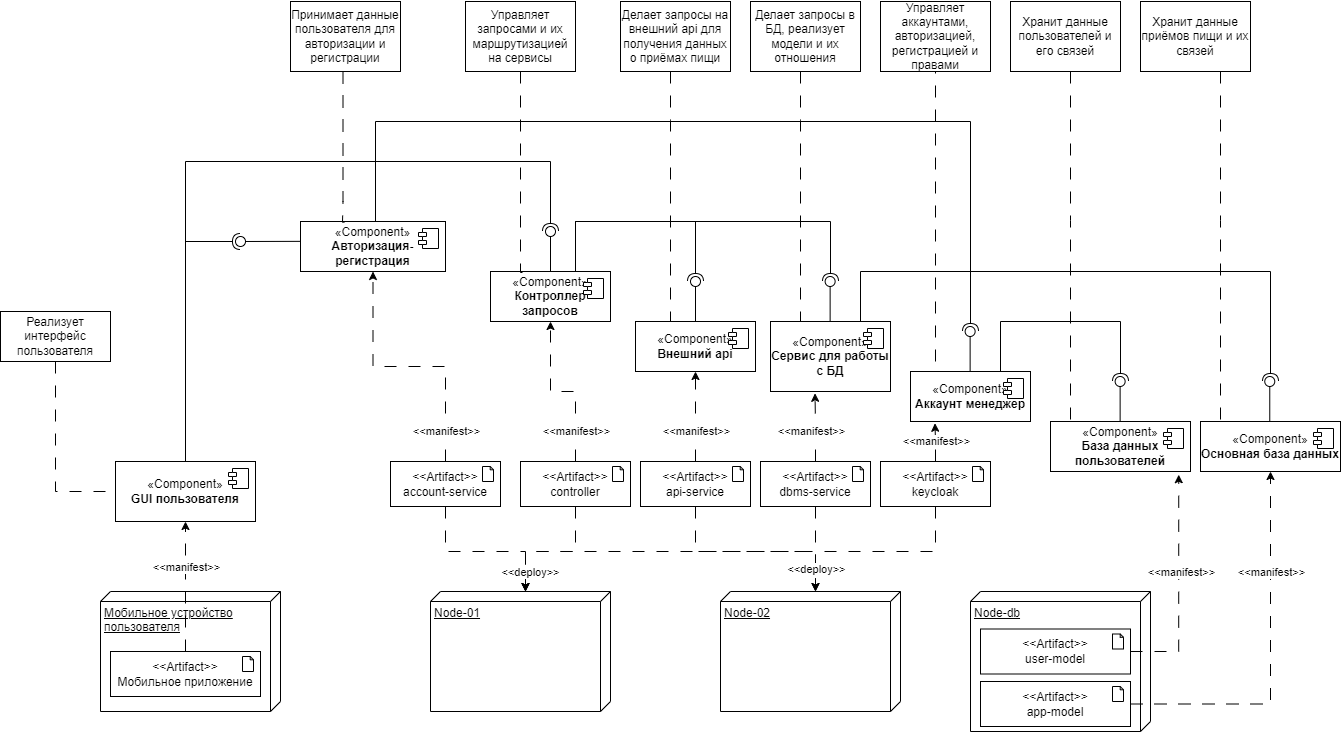 Принимает данные
пользователя для
авторизации и
регистрации
Управляет
запросами и их
маршрутизацией
на сервисы
Делает запросы на
внешний api для
получения данных
о приёмах пищи
Делает запросы в
БД, реализует
модели и их
отношения
Управляет
аккаунтами,
авторизацией,
регистрацией и
правами
Хранит данные
пользователей и
его связей
Хранит данные
приёмов пищи и их
связей
«Component»
Авторизация-
регистрация
«Component»
Контроллер
запросов
Реализует
интерфейс
пользователя
«Component»
Внешний api
«Component»
Сервис для работы
с БД
«Component»
Аккаунт менеджер
«Component»
База данных
пользователей
«Component»
Основная база данных
«Component»
GUI пользователя
<<manifest>>
<<manifest>>
<<manifest>>
<<manifest>>
<<manifest>>
<<Artifact>>
account-service
<<Artifact>>
controller
<<Artifact>>
api-service
<<Artifact>>
dbms-service
<<Artifact>>
keycloak
<<manifest>>
<<deploy>>
<<deploy>>
<<manifest>>
<<manifest>>
Мобильное устройство
пользователя
<<Artifact>>
Мобильное приложение
Node-01
Node-02
Node-db
<<Artifact>>
user-model
<<Artifact>>
app-model